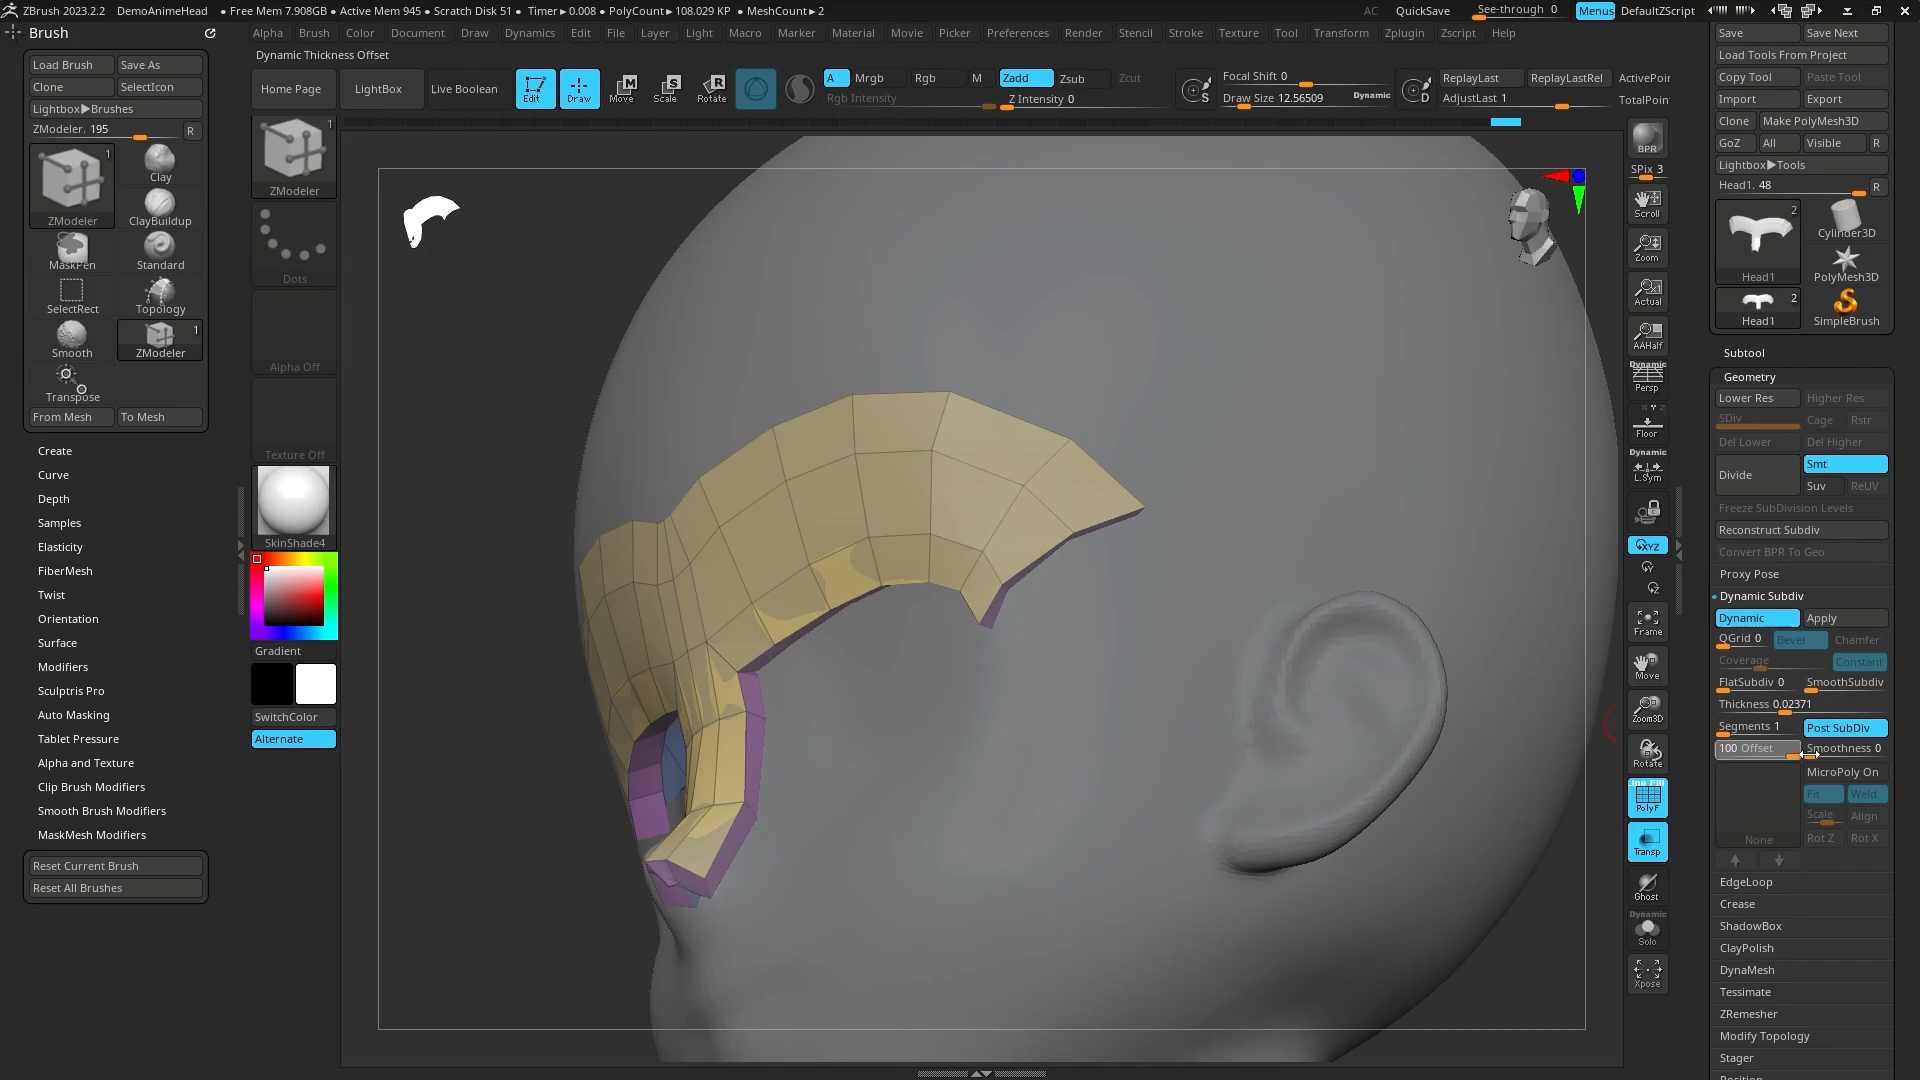 ZBrush 2023.2.2 DemoAnimeHead • Free Mem 7.908GB • Active Mem 945 • Scratch Disk 51 • Timer▸0.008 • PolyCount▸108.029 KP • MeshCount▸2 AC QuickSave See-through 0 Menus DefaultZScript
Brush
Alpha Brush Color Document Draw Dynamics Edit File Layer Light Macro Marker Material Movie Picker Preferences Render Stencil Stroke Texture Tool Transform Zplugin Zscript Help
Dynamic Thickness Offset
Load Brush Save As
Clone SelectIcon
Lightbox▶Brushes
ZModeler. 195 R
1
ZModeler
Clay
ClayBuildup
MaskPen Standard
SelectRect Topology
Smooth ZModeler 1
Transpose
From Mesh To Mesh
Create
Curve
Depth
Samples
Elasticity
FiberMesh
Twist
Orientation
Surface
Modifiers
Sculptris Pro
Auto Masking
Tablet Pressure
Alpha and Texture
Clip Brush Modifiers
Smooth Brush Modifiers
MaskMesh Modifiers
Reset Current Brush
Reset All Brushes
Home Page LightBox Live Boolean Edit Draw Move Scale Rotate
M S R
A Mrgb Rgb M Zadd Zsub Zcut
Rgb Intensity Z Intensity 0
S Focal Shift 0
Draw Size 12.56509 Dynamic
D ReplayLast ReplayLastRel ActivePoin
AdjustLast 1 TotalPoin
1
ZModeler
Dots
Alpha Off
Texture Off
SkinShade4
Gradient
SwitchColor
Alternate
BPR
SPix 3
Scroll
Zoom
Actual
AAHalf
Dynamic
Persp
Floor
Dynamic
L.Sym
XYZ
Y
Z
Frame
Move
Zoom3D
Rotate
Line Fill
PolyF
Transp
Ghost
Dynamic
Solo
Xpose
Save Save Next
Load Tools From Project
Copy Tool Paste Tool
Import Export
Clone Make PolyMesh3D
GoZ All Visible R
Lightbox▶Tools
Head1. 48 R
2
Head1
Cylinder3D
PolyMesh3D
2
Head1 SimpleBrush
Subtool
Geometry
Lower Res Higher Res
SDiv Cage Rstr
Del Lower Del Higher
Divide Smt
Suv ReUV
Freeze SubDivision Levels
Reconstruct Subdiv
Convert BPR To Geo
Proxy Pose
Dynamic Subdiv
Dynamic Apply
QGrid 0 Bevel Chamfer
Coverage Constant
FlatSubdiv 0 SmoothSubdiv
Thickness 0.02371
Segments 1 Post SubDiv
100 Offset Smoothness 0
MicroPoly On
Fit Weld
Scale Align
None Rot Z Rot X
EdgeLoop
Crease
ShadowBox
ClayPolish
DynaMesh
Tessimate
ZRemesher
Modify Topology
Stager
Position